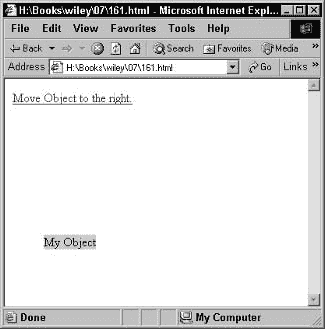 H:\Books\wiley\07\161.html - Microsoft Internet Expl...
File Edit View Favorites Tools Help
Back Search Favorites Media »
Address H:\Books\wiley\07\161.html Go Links »
Move Object to the right.
My Object
Done My Computer